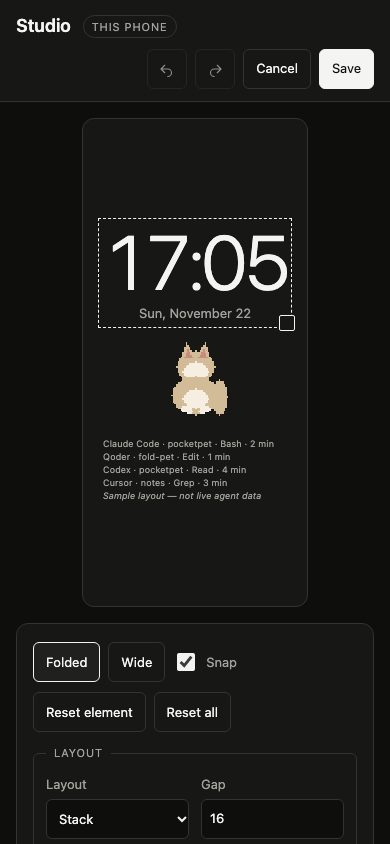 Studio
THIS PHONE
Cancel
Save
17:05
Sun, November 22
Claude Code · pocketpet · Bash · 2 min
Qoder · fold-pet · Edit · 1 min
Codex · pocketpet · Read · 4 min
Cursor · notes · Grep · 3 min
Sample layout — not live agent data
Folded
Wide
Snap
Reset element
Reset all
LAYOUT
Layout
Gap
Stack
16